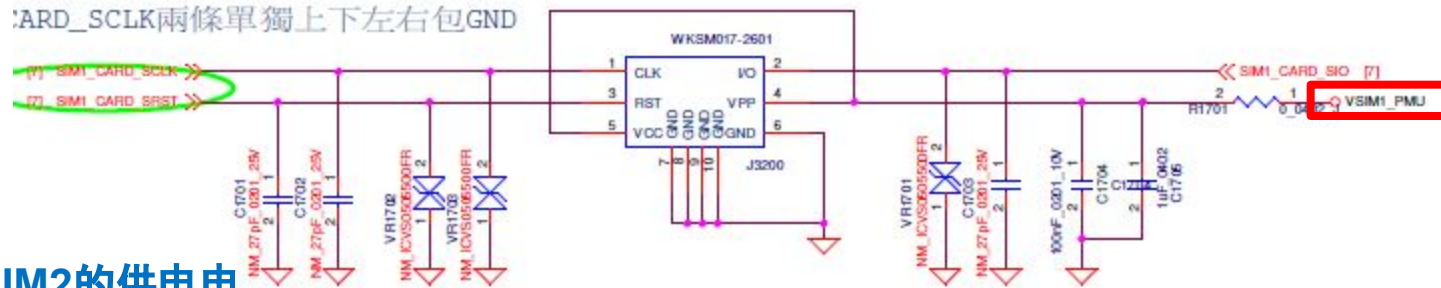 CARD_SCLK兩條單獨上下左右包GND
WKSM017-2601
[7] SIM1_CARD_SCLK
[7] SIM1_CARD_SRST
1 CLK I/O 2
3 RST VPP 4
5 VCC GND GND GND GND GND 6
7 8 9 10
J3200
SIM1_CARD_SIO [7]
2 1
R1701
VSIM1_PMU
C1701
NM_27pF_0201_25V
C1702
NM_27pF_0201_25V
VR1702
NM_ICVS0505500FR
VR1703
NM_ICVS0505500FR
VR1701
NM_ICVS0505500FR
C1703
NM_27pF_0201_25V
100nF_0201_10V
C1704
1uF_0402
C1705
IM2的供电电